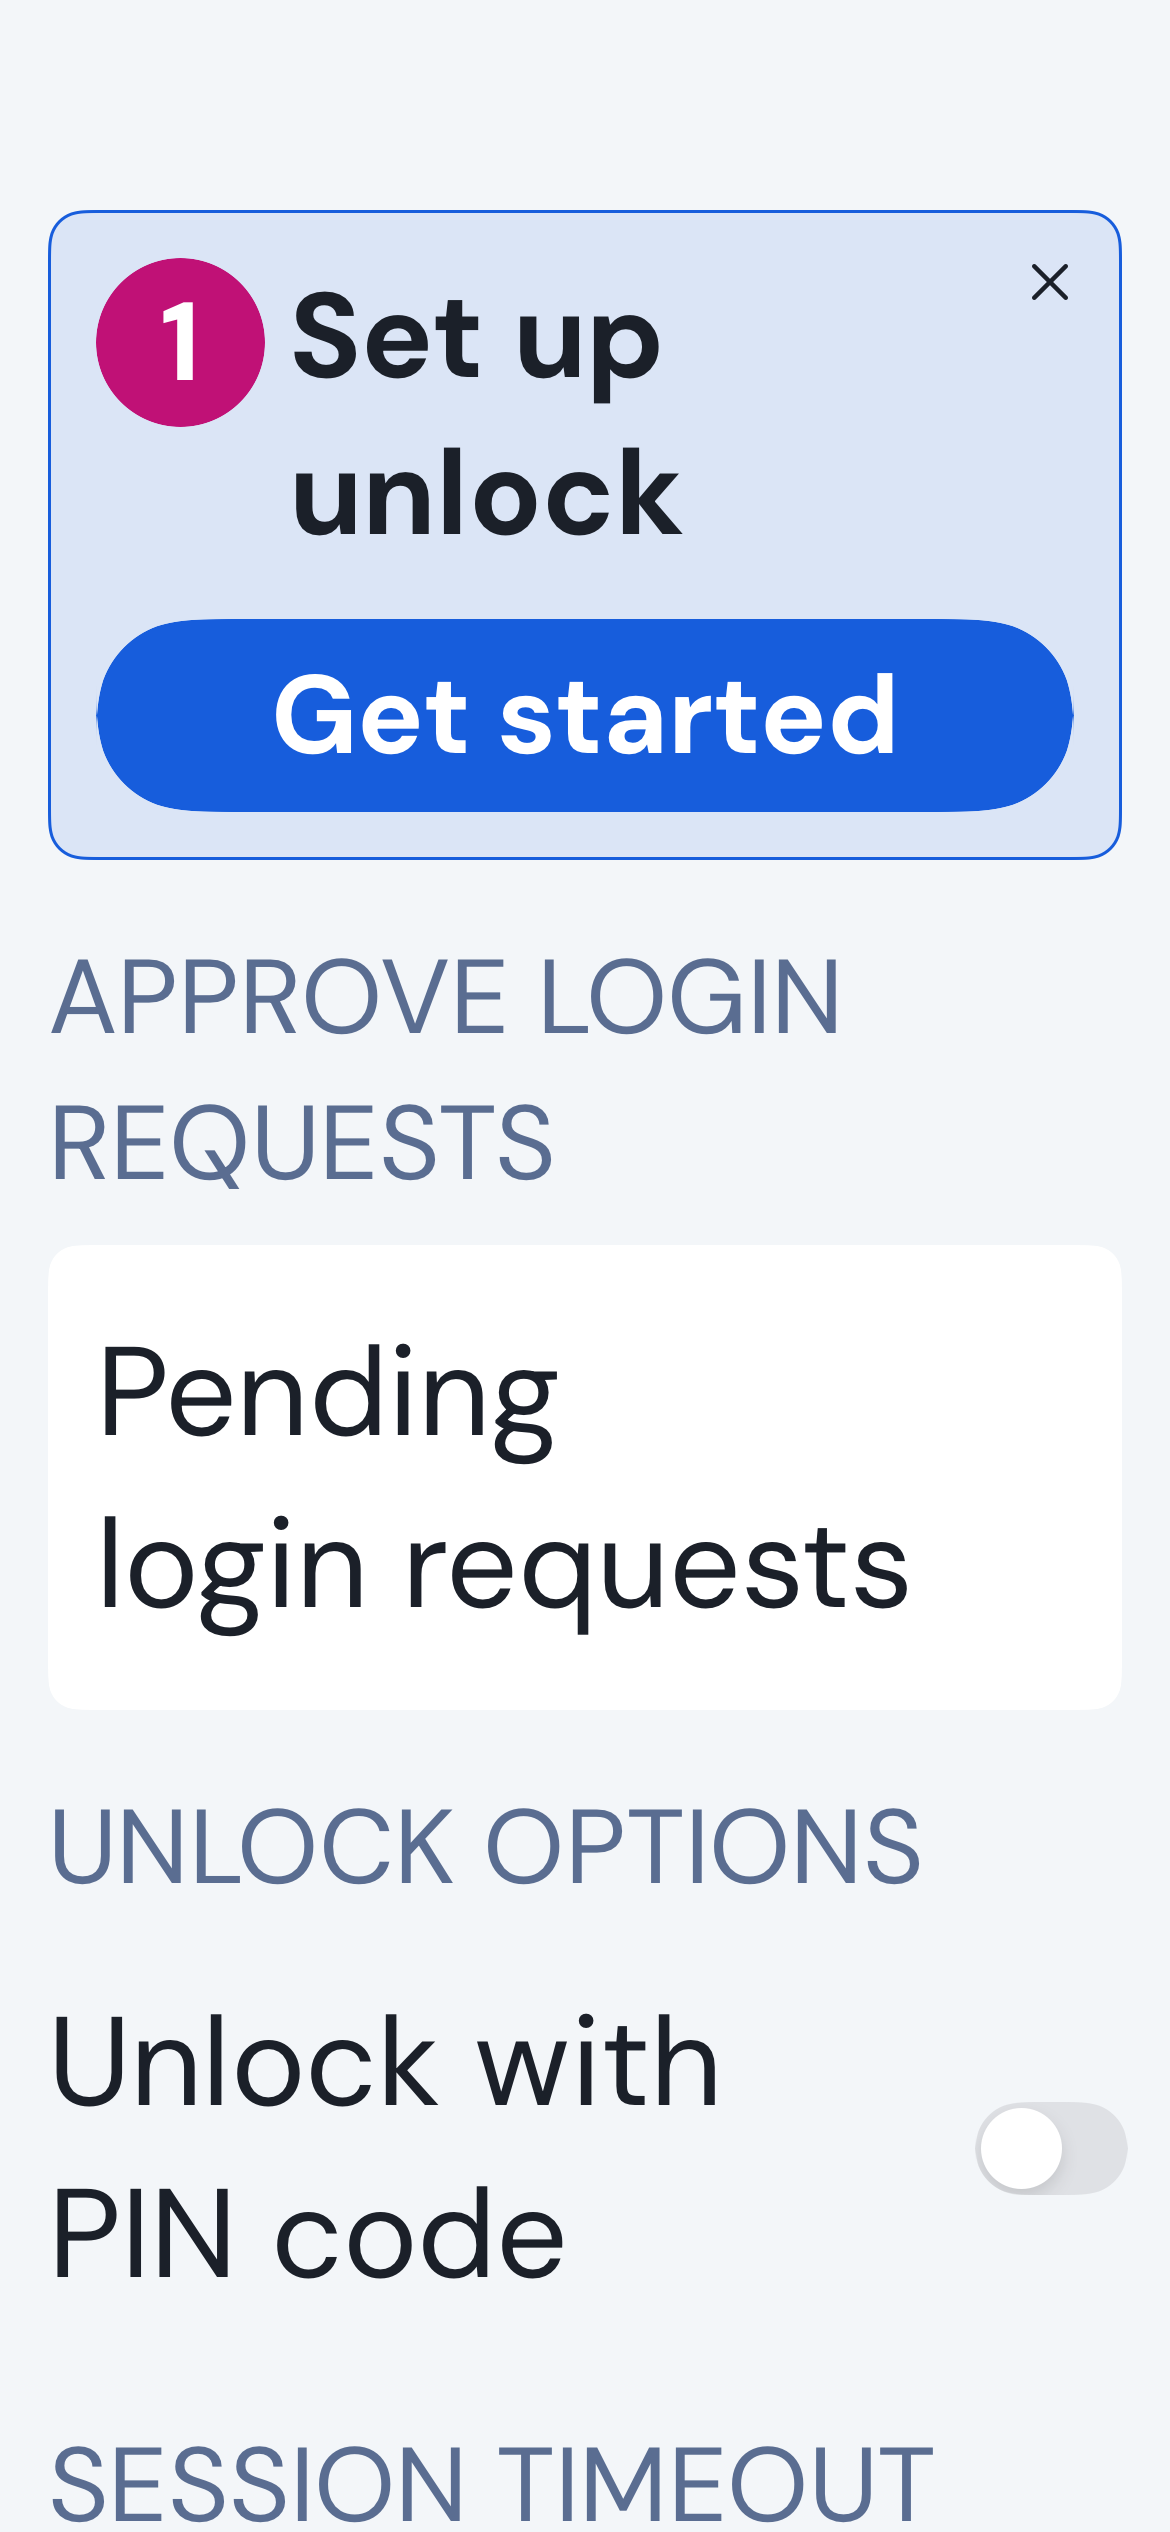 1 Set up
unlock
Get started
APPROVE LOGIN
REQUESTS
Pending
login requests
UNLOCK OPTIONS
Unlock with
PIN code
SESSION TIMEOUT